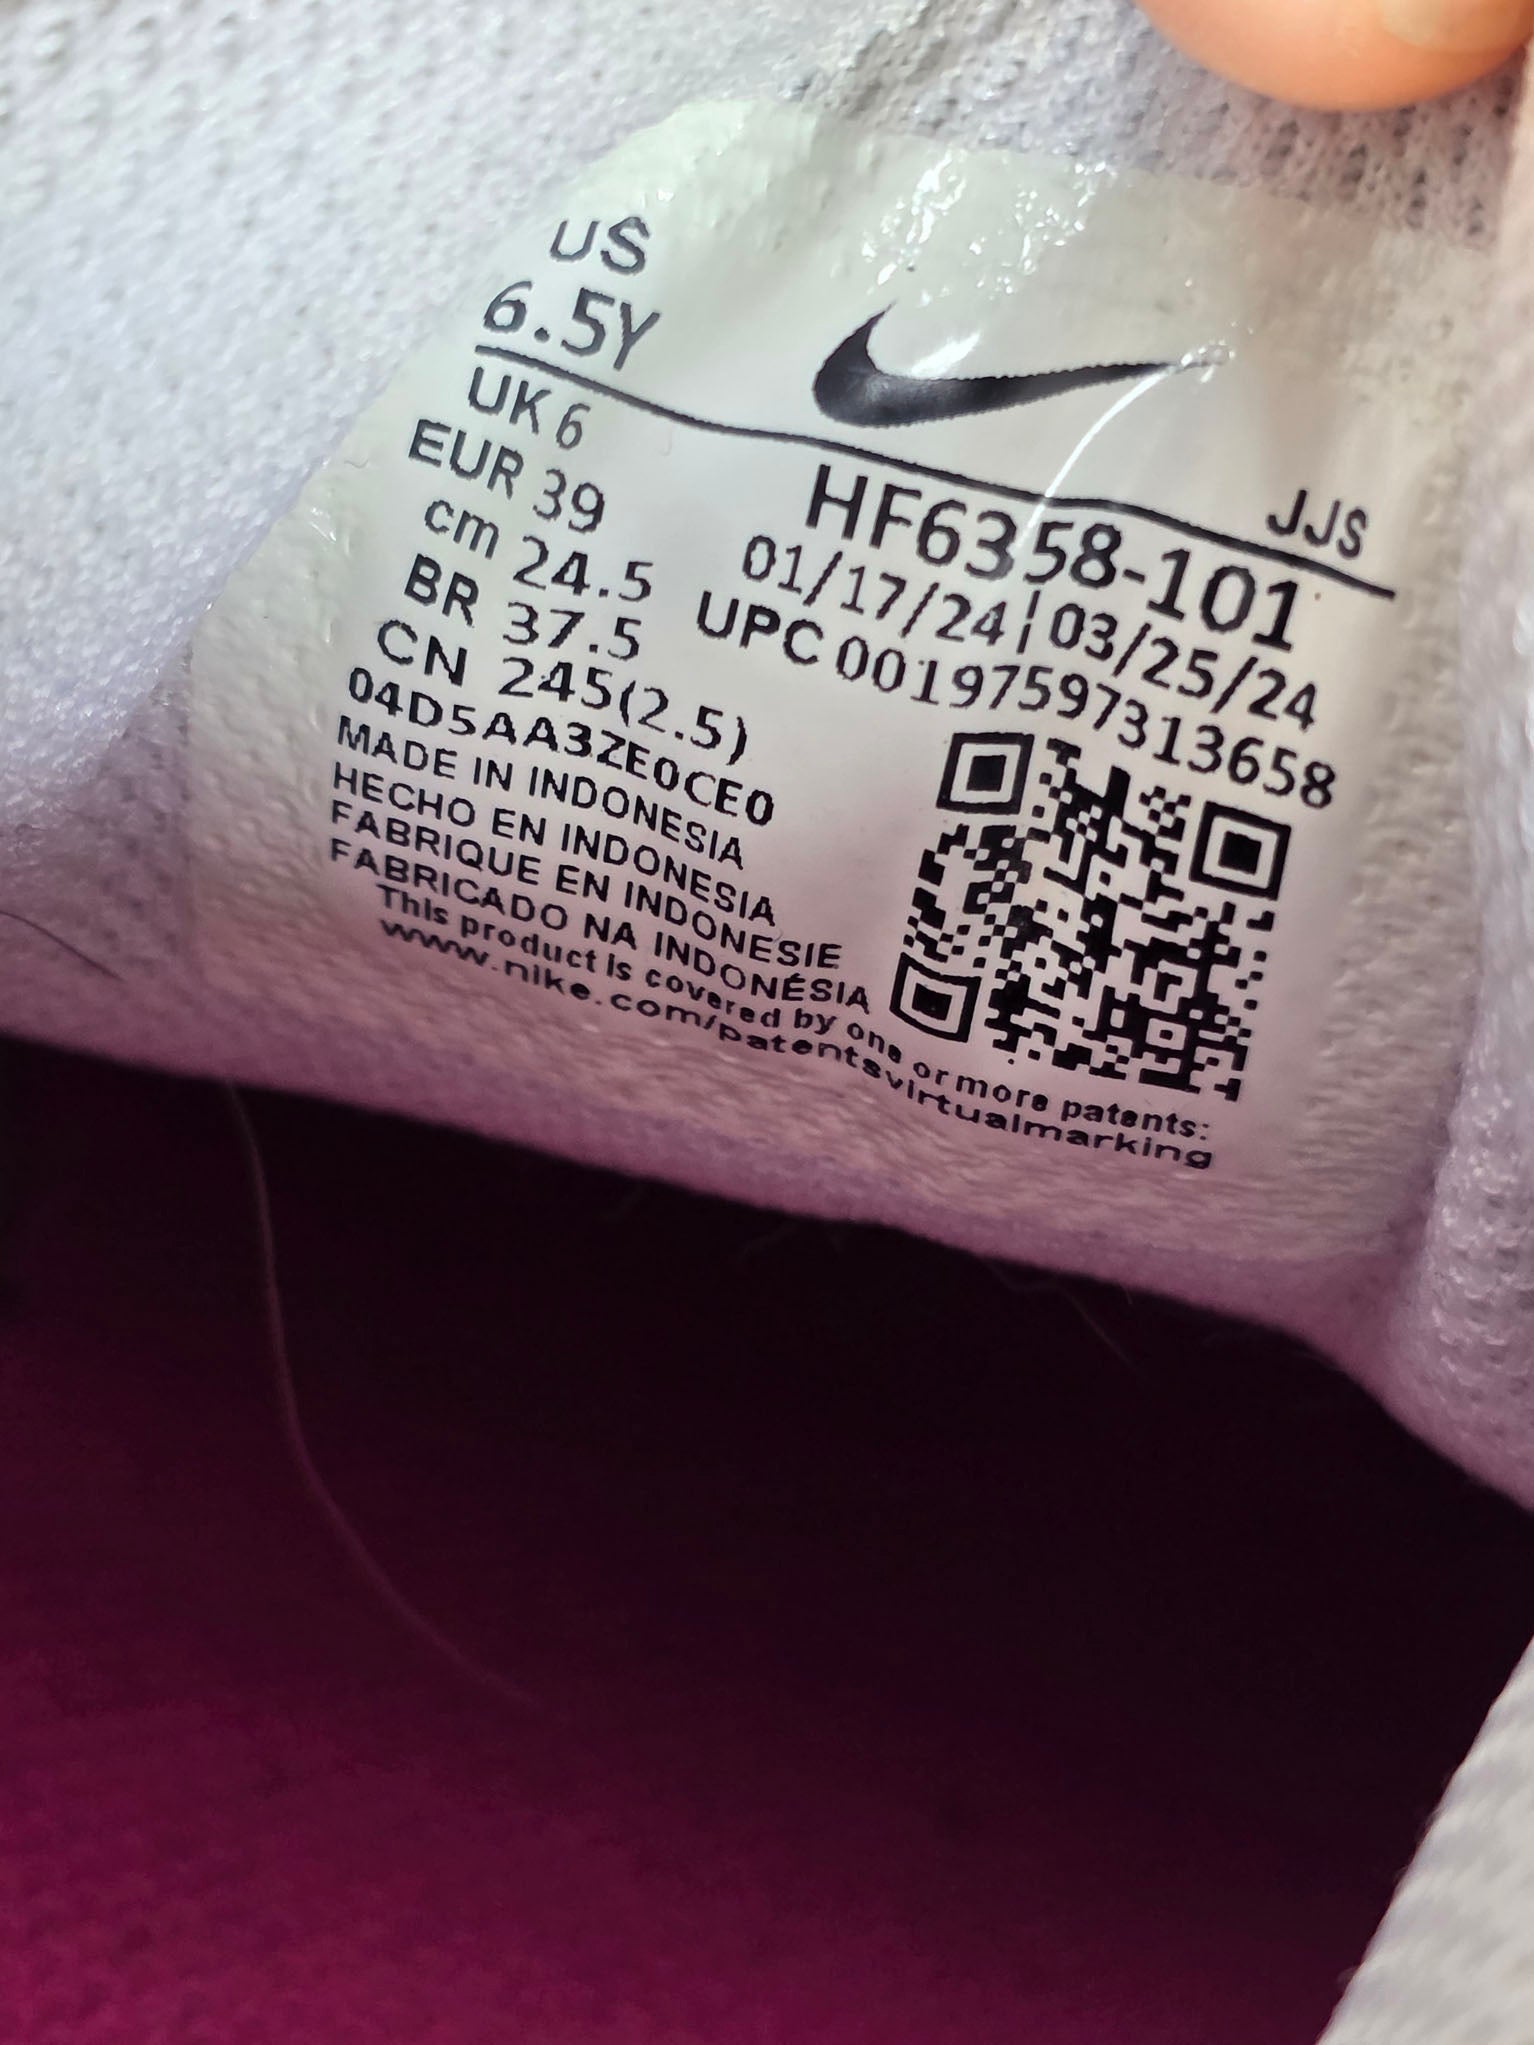 US
6.5Y
UK 6
EUR 39
cm 24.5
BR 37.5
CN 245(2.5)
04D5AA3ZE0CE0
MADE IN INDONESIA
HECHO EN INDONESIA
FABRIQUE EN INDONESIE
FABRICADO NA INDONÉSIA
This product is covered by one or more patents:
www.nike.com/patentsvirtualmarking
JJS
HF6358-101
01/17/24¦03/25/24
UPC 00197597313658